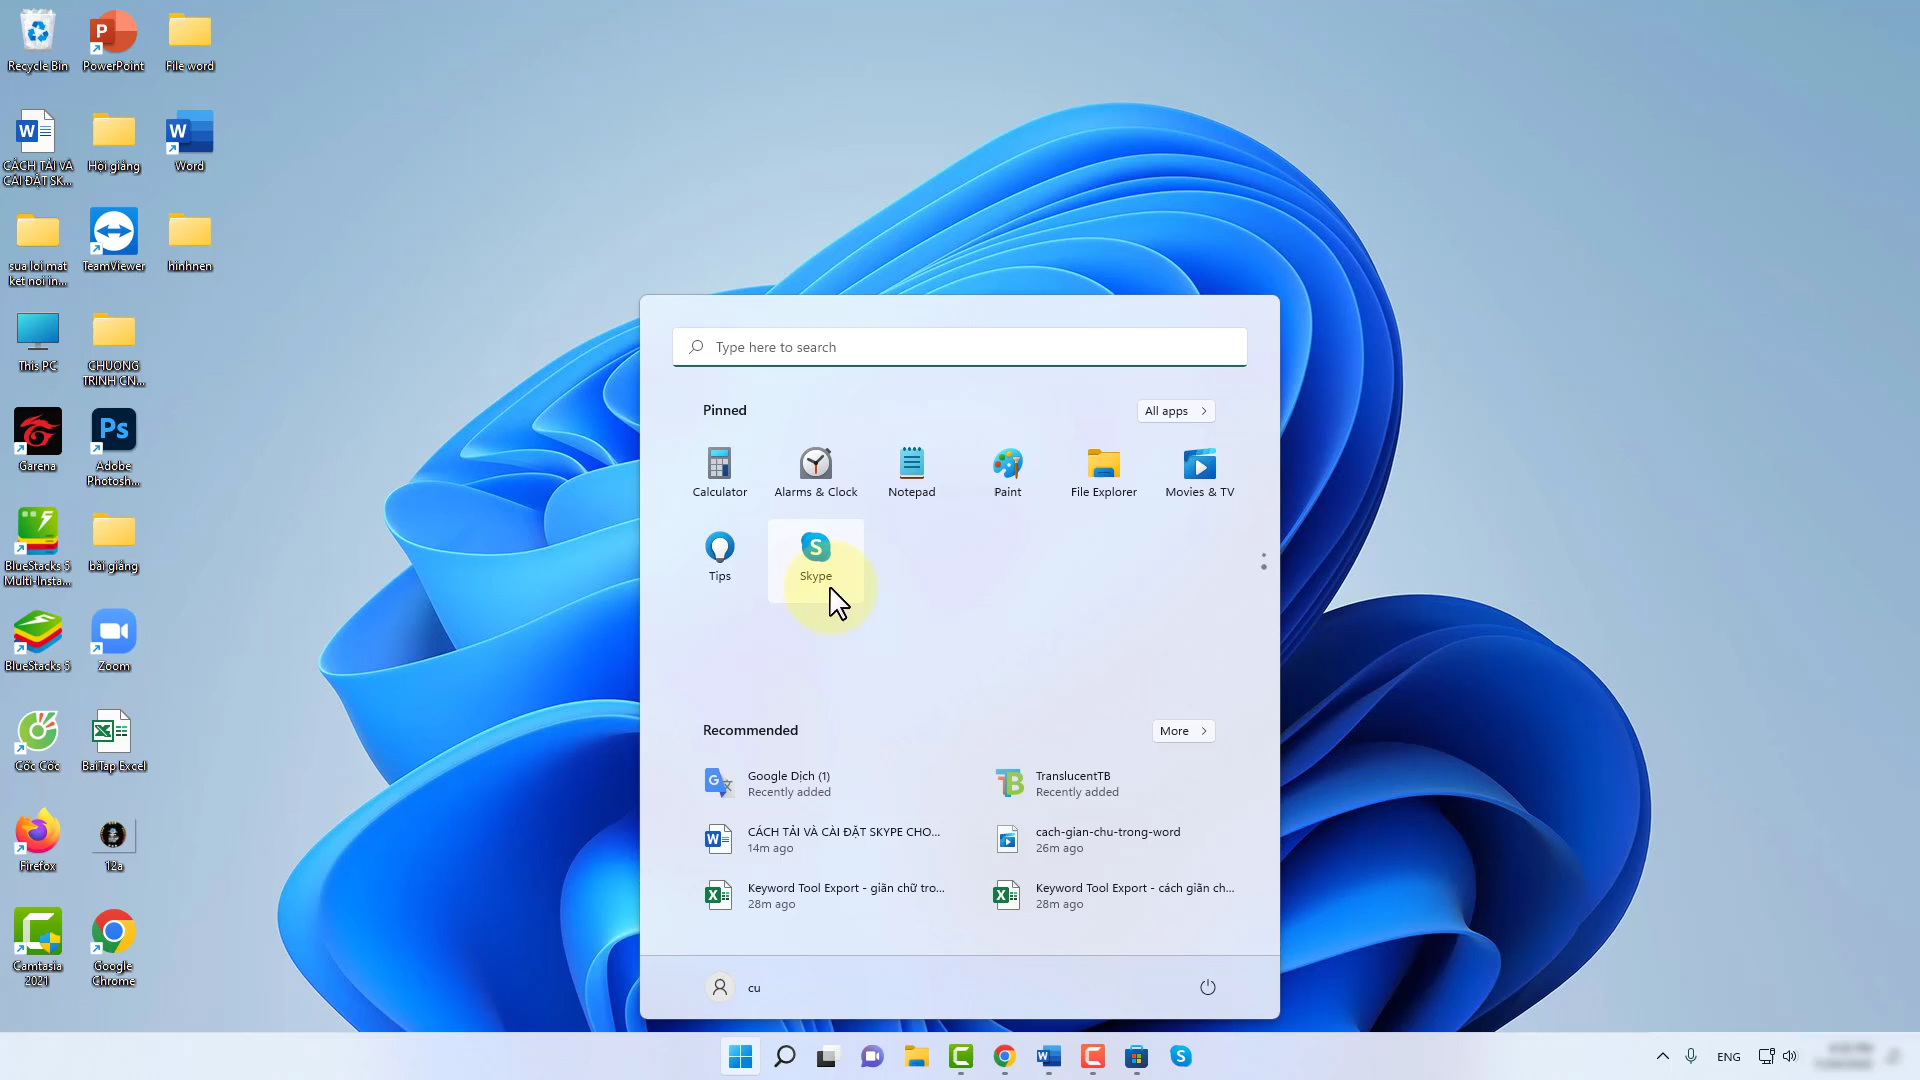 Recycle Bin
PowerPoint
File word
CÁCH TẢI VÀ
CÀI ĐẶT SK...
Hội giảng
Word
sua loi mat
ket noi in...
TeamViewer
hinhnen
This PC
CHUONG
TRINH CN...
Garena
Adobe
Photosh...
BlueStacks 5
Multi-Insta...
bài giảng
BlueStacks 5
Zoom
Cốc Cốc
BaiTap Excel
Firefox
12a
Camtasia
2021
Google
Chrome
Type here to search
Pinned
All apps
Calculator
Alarms & Clock
Notepad
Paint
File Explorer
Movies & TV
Tips
Skype
Recommended
More
Google Dịch (1)
Recently added
TranslucentTB
Recently added
CÁCH TẢI VÀ CÀI ĐẶT SKYPE CHO...
14m ago
cach-gian-chu-trong-word
26m ago
Keyword Tool Export - giãn chữ tro...
28m ago
Keyword Tool Export - cách giãn ch...
28m ago
cu
ENG